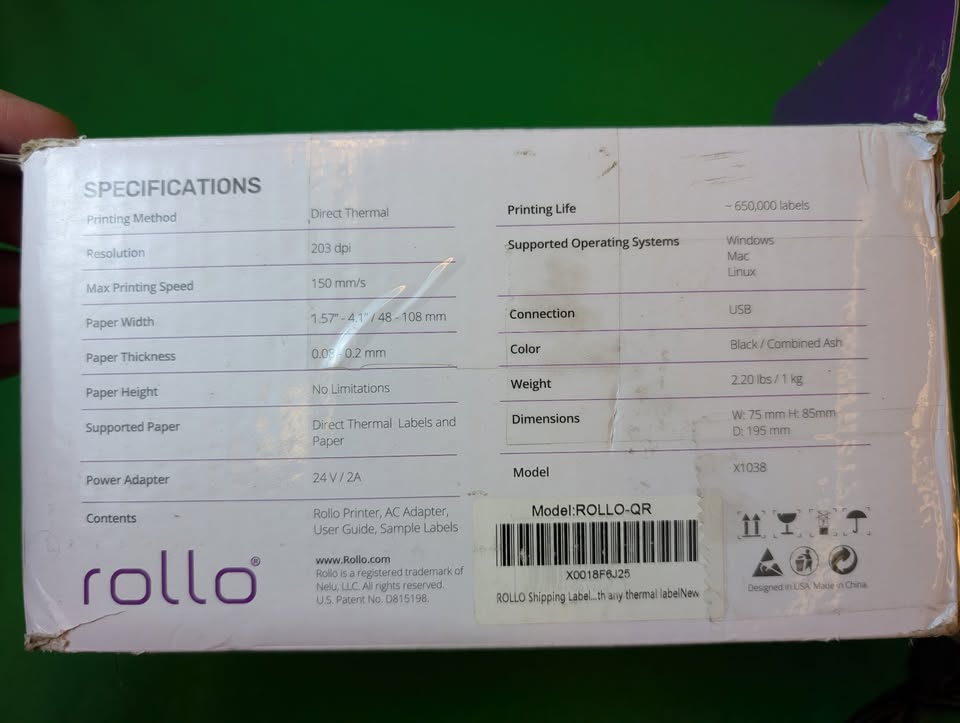 SPECIFICATIONS
Printing Method Direct Thermal
Resolution 203 dpi
Max Printing Speed 150 mm/s
Paper Width 1.57" - 4.1" / 48 - 108 mm
Paper Thickness 0.2 mm
Paper Height No Limitations
Supported Paper Direct Thermal Labels and
Paper
Power Adapter 24 V / 2A
Contents Rollo Printer, AC Adapter,
User Guide, Sample Labels
rollo®
www.Rollo.com
Rollo is a registered trademark of
Nelu, LLC. All rights reserved.
U.S. Patent No. D815198.
Printing Life ~ 650,000 labels
Supported Operating Systems Windows
Mac
Linux
Connection USB
Color Black / Combined Ash
Weight 2.20 lbs / 1 kg
Dimensions W: 75 mm H: 85mm
D: 195 mm
Model X1038
Model:ROLLO-QR
X0018F6J25
ROLLO Shipping Label...th any thermal labelNew
Designed in USA. Made in China.